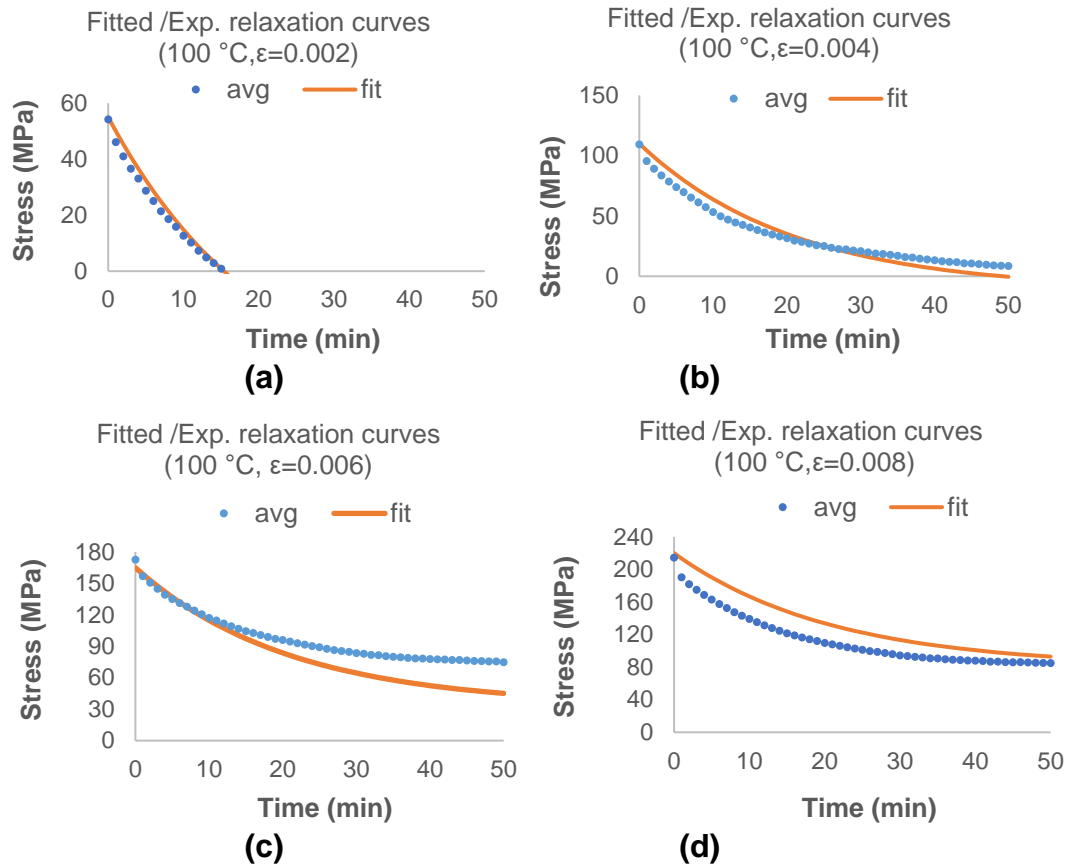 Fitted /Exp. relaxation curves
(100 °C,ε=0.002)
avg fit
60
40
20
0
0 10 20 30 40 50
Stress (MPa)
Time (min)
(a)
Fitted /Exp. relaxation curves
(100 °C,ε=0.004)
avg fit
150
100
50
0
0 10 20 30 40 50
Stress (MPa)
Time (min)
(b)
Fitted /Exp. relaxation curves
(100 °C, ε=0.006)
avg fit
180
150
120
90
60
30
0
0 10 20 30 40 50
Stress (MPa)
Time (min)
(c)
Fitted /Exp. relaxation curves
(100 °C,ε=0.008)
avg fit
240
200
160
120
80
40
0
0 10 20 30 40 50
Stress (MPa)
Time (min)
(d)